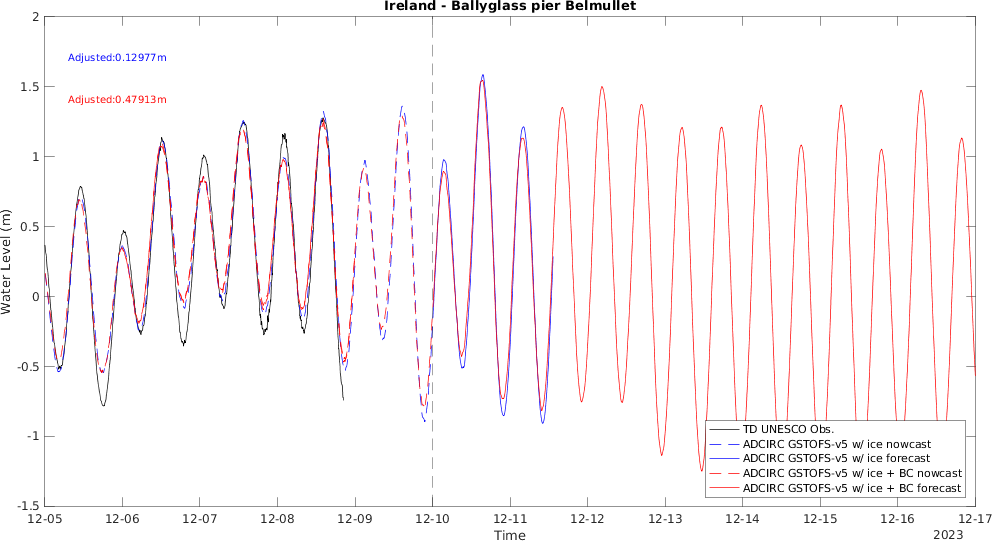 Ireland - Ballyglass pier Belmullet
Adjusted:0.12977m
Adjusted:0.47913m
Water Level (m)
2
1.5
1
0.5
0
-0.5
-1
-1.5
TD UNESCO Obs.
ADCIRC GSTOFS-v5 w/ ice nowcast
ADCIRC GSTOFS-v5 w/ ice forecast
ADCIRC GSTOFS-v5 w/ ice + BC nowcast
ADCIRC GSTOFS-v5 w/ ice + BC forecast
12-05 12-06 12-07 12-08 12-09 12-10 12-11 12-12 12-13 12-14 12-15 12-16 12-17
Time
2023